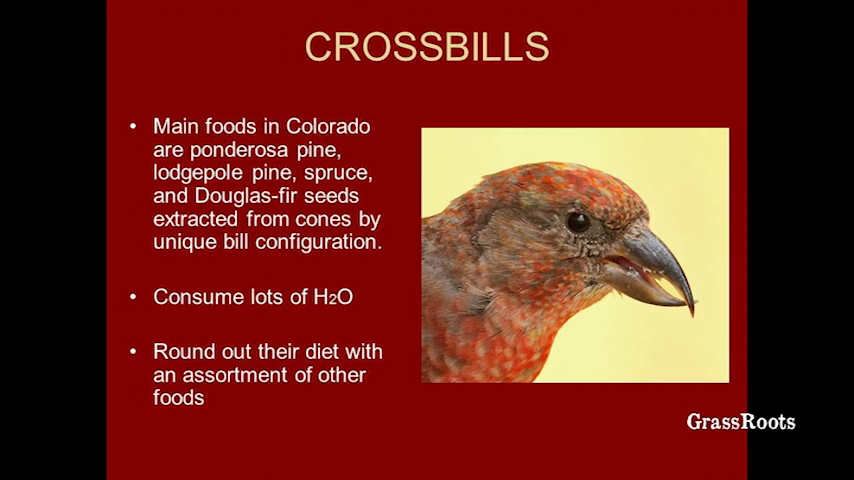 CROSSBILLS
• Main foods in Colorado
are ponderosa pine,
lodgepole pine, spruce,
and Douglas-fir seeds
extracted from cones by
unique bill configuration.
• Consume lots of H2O
• Round out their diet with
an assortment of other
foods
GrassRoots